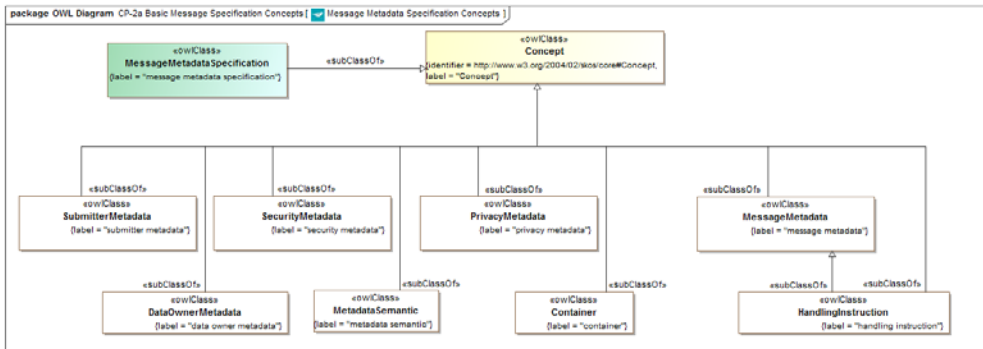 package OWL Diagram CP-2a Basic Message Specification Concepts [ Message Metadata Specification Concepts ]
«owlClass»
MessageMetadataSpecification
{label = "message metadata specification"}
«subClassOf»
«owlClass»
Concept
{identifier = http://www.w3.org/2004/02/skos/core#Concept,
label = "Concept"}
«subClassOf»
«owlClass»
SubmitterMetadata
{label = "submitter metadata"}
«subClassOf»
«owlClass»
SecurityMetadata
{label = "security metadata"}
«subClassOf»
«owlClass»
PrivacyMetadata
{label = "privacy metadata"}
«subClassOf»
«owlClass»
MessageMetadata
{label = "message metadata"}
«subClassOf»
«owlClass»
DataOwnerMetadata
{label = "data owner metadata"}
«subClassOf»
«owlClass»
MetadataSemantic
{label = "metadata semantic"}
«subClassOf»
«owlClass»
Container
{label = "container"}
«subClassOf»
«subClassOf»
«owlClass»
HandlingInstruction
{label = "handling instruction"}